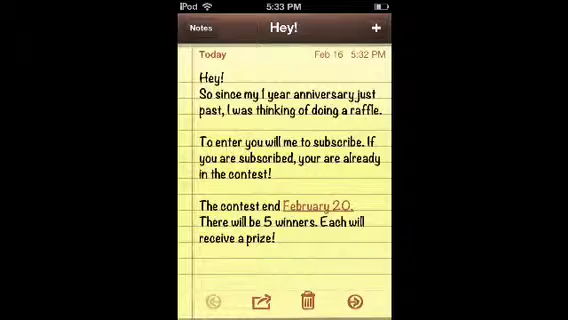 iPod 5:33 PM
Notes Hey! +
Today Feb 16 5:32 PM
Hey!
So since my 1 year anniversary just
past, I was thinking of doing a raffle.
To enter you will me to subscribe. If
you are subscribed, your are already
in the contest!
The contest end February 20.
There will be 5 winners. Each will
receive a prize!